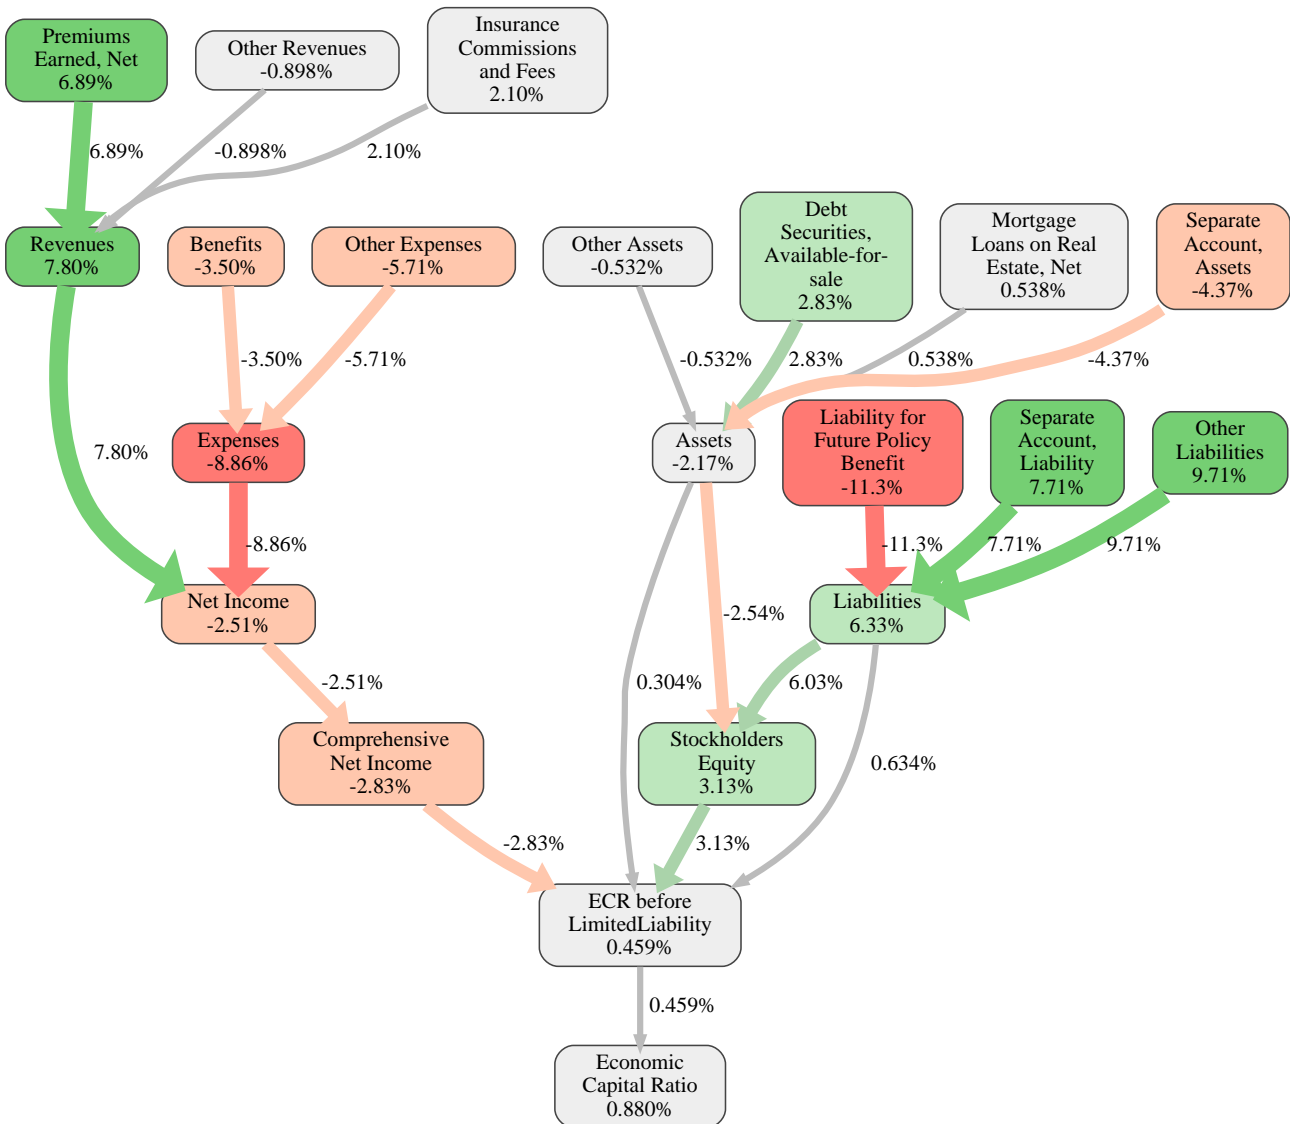 Premiums
Earned, Net
6.89%
Other Revenues
-0.898%
Insurance
Commissions
and Fees
2.10%
6.89%
-0.898%
2.10%
Revenues
7.80%
Benefits
-3.50%
Other Expenses
-5.71%
Other Assets
-0.532%
Debt
Securities,
Available-for-
sale
2.83%
Mortgage
Loans on Real
Estate, Net
0.538%
Separate
Account,
Assets
-4.37%
-3.50%
-5.71%
-0.532%
2.83%
0.538%
-4.37%
7.80%
Expenses
-8.86%
Assets
-2.17%
Liability for
Future Policy
Benefit
-11.3%
Separate
Account,
Liability
7.71%
Other
Liabilities
9.71%
-8.86%
-11.3%
7.71%
9.71%
Net Income
-2.51%
-2.54%
Liabilities
6.33%
-2.51%
0.304%
6.03%
Comprehensive
Net Income
-2.83%
Stockholders
Equity
3.13%
0.634%
-2.83%
3.13%
ECR before
LimitedLiability
0.459%
0.459%
Economic
Capital Ratio
0.880%